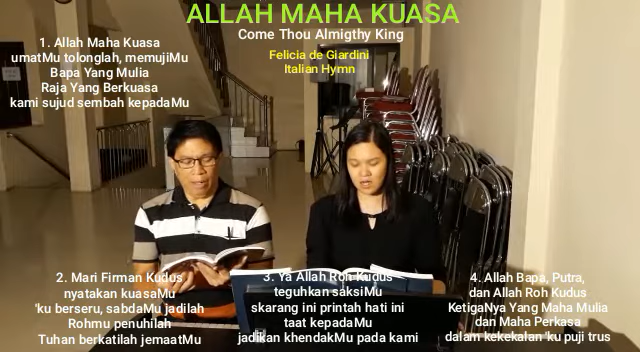 ALLAH MAHA KUASA
Come Thou Almigthy King
Felicia de Giardini
Italian Hymn
1. Allah Maha Kuasa
umatMu tolonglah, memujiMu
Bapa Yang Mulia
Raja Yang Berkuasa
kami sujud sembah kepadaMu
2. Mari Firman Kudus
nyatakan kuasaMu
'ku berseru, sabdaMu jadilah
Rohmu penuhilah
Tuhan berkatilah jemaatMu
3. Ya Allah Roh Kudus
teguhkan saksiMu
skarang ini printah hati ini
taat kepadaMu
jadikan khendakMu pada kami
4. Allah Bapa, Putra,
dan Allah Roh Kudus
KetigaNya Yang Maha Mulia
dan Maha Perkasa
dalam kekekalan 'ku puji trus